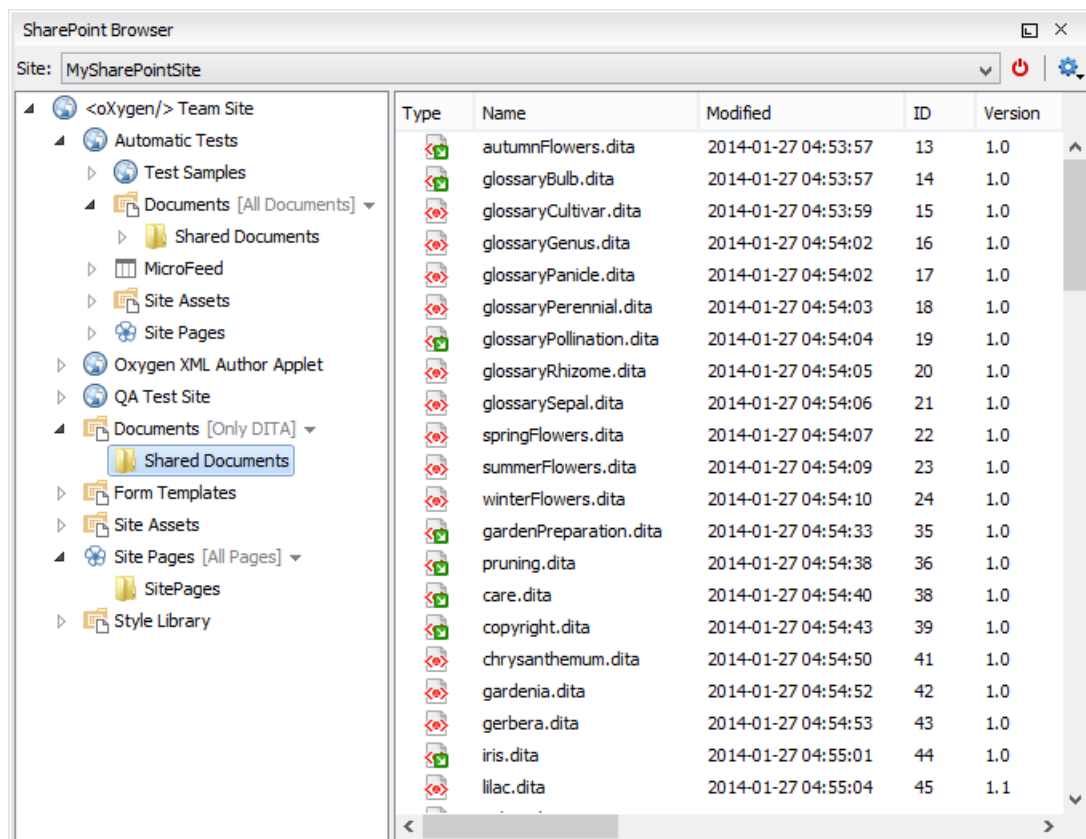 SharePoint Browser
Site: MySharePointSite
<oXygen/> Team Site
Automatic Tests
Test Samples
Documents [All Documents]
Shared Documents
MicroFeed
Site Assets
Site Pages
Oxygen XML Author Applet
QA Test Site
Documents [Only DITA]
Shared Documents
Form Templates
Site Assets
Site Pages [All Pages]
SitePages
Style Library
Type Name Modified ID Version
autumnFlowers.dita 2014-01-27 04:53:57 13 1.0
glossaryBulb.dita 2014-01-27 04:53:57 14 1.0
glossaryCultivar.dita 2014-01-27 04:53:59 15 1.0
glossaryGenus.dita 2014-01-27 04:54:02 16 1.0
glossaryPanicle.dita 2014-01-27 04:54:02 17 1.0
glossaryPerennial.dita 2014-01-27 04:54:03 18 1.0
glossaryPollination.dita 2014-01-27 04:54:04 19 1.0
glossaryRhizome.dita 2014-01-27 04:54:05 20 1.0
glossarySepal.dita 2014-01-27 04:54:06 21 1.0
springFlowers.dita 2014-01-27 04:54:07 22 1.0
summerFlowers.dita 2014-01-27 04:54:09 23 1.0
winterFlowers.dita 2014-01-27 04:54:10 24 1.0
gardenPreparation.dita 2014-01-27 04:54:33 35 1.0
pruning.dita 2014-01-27 04:54:38 36 1.0
care.dita 2014-01-27 04:54:40 38 1.0
copyright.dita 2014-01-27 04:54:43 39 1.0
chrysanthemum.dita 2014-01-27 04:54:50 41 1.0
gardenia.dita 2014-01-27 04:54:52 42 1.0
gerbera.dita 2014-01-27 04:54:53 43 1.0
iris.dita 2014-01-27 04:55:01 44 1.0
lilac.dita 2014-01-27 04:55:04 45 1.1